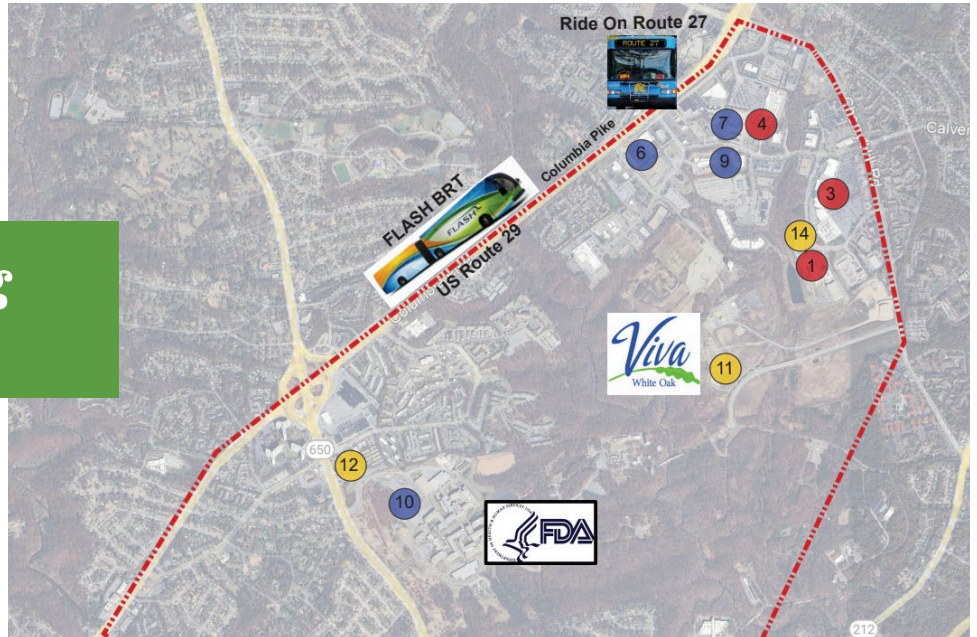 Ride On Route 27
ROUTE 27
Columbia Pike
7
4
6
9
3
14
1
FLASH BRT
FLASH
US Route 29
Viva
White Oak
11
650
12
10
FDA
212